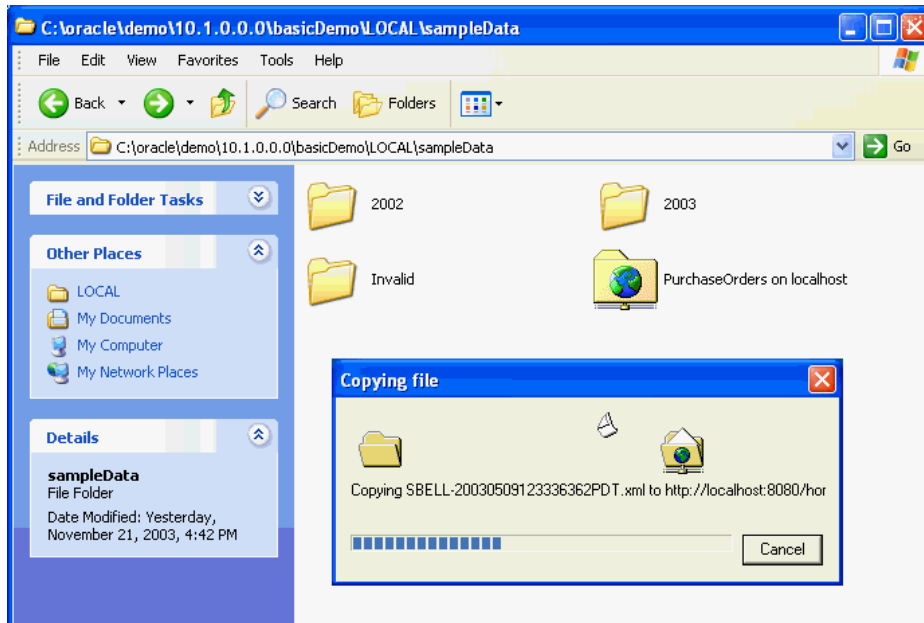 C:\oracle\demo\10.1.0.0.0\basicDemo\LOCAL\sampleData
File Edit View Favorites Tools Help
Back Search Folders
Address C:\oracle\demo\10.1.0.0.0\basicDemo\LOCAL\sampleData Go
File and Folder Tasks
Other Places
LOCAL
My Documents
My Computer
My Network Places
Details
sampleData
File Folder
Date Modified: Yesterday,
November 21, 2003, 4:42 PM
2002 2003
Invalid PurchaseOrders on localhost
Copying file
Copying SBELL-20030509123336362PDT.xml to http://localhost:8080/hor
Cancel